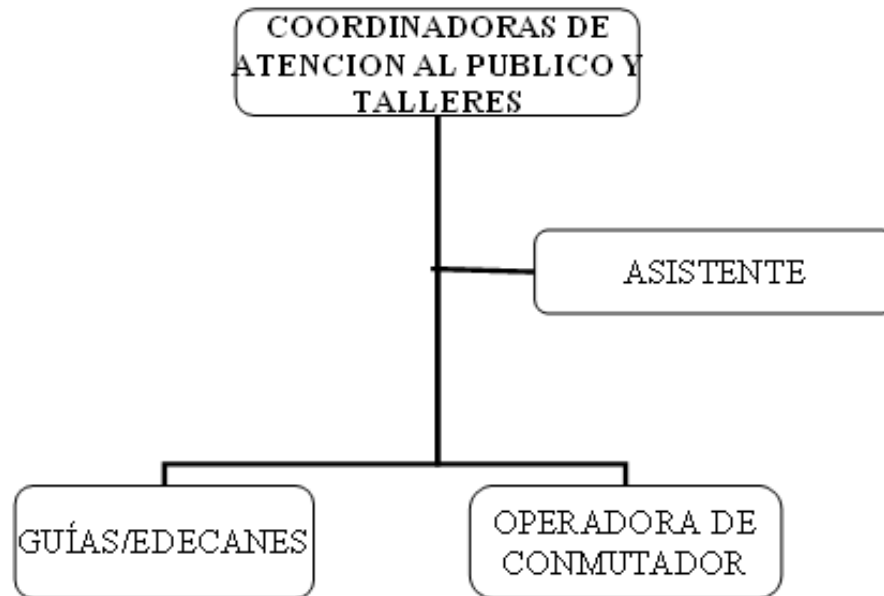 COORDINADORAS DE
ATENCION AL PUBLICO Y
TALLERES
ASISTENTE
GUÍAS/EDECANES
OPERADORA DE
CONMUTADOR